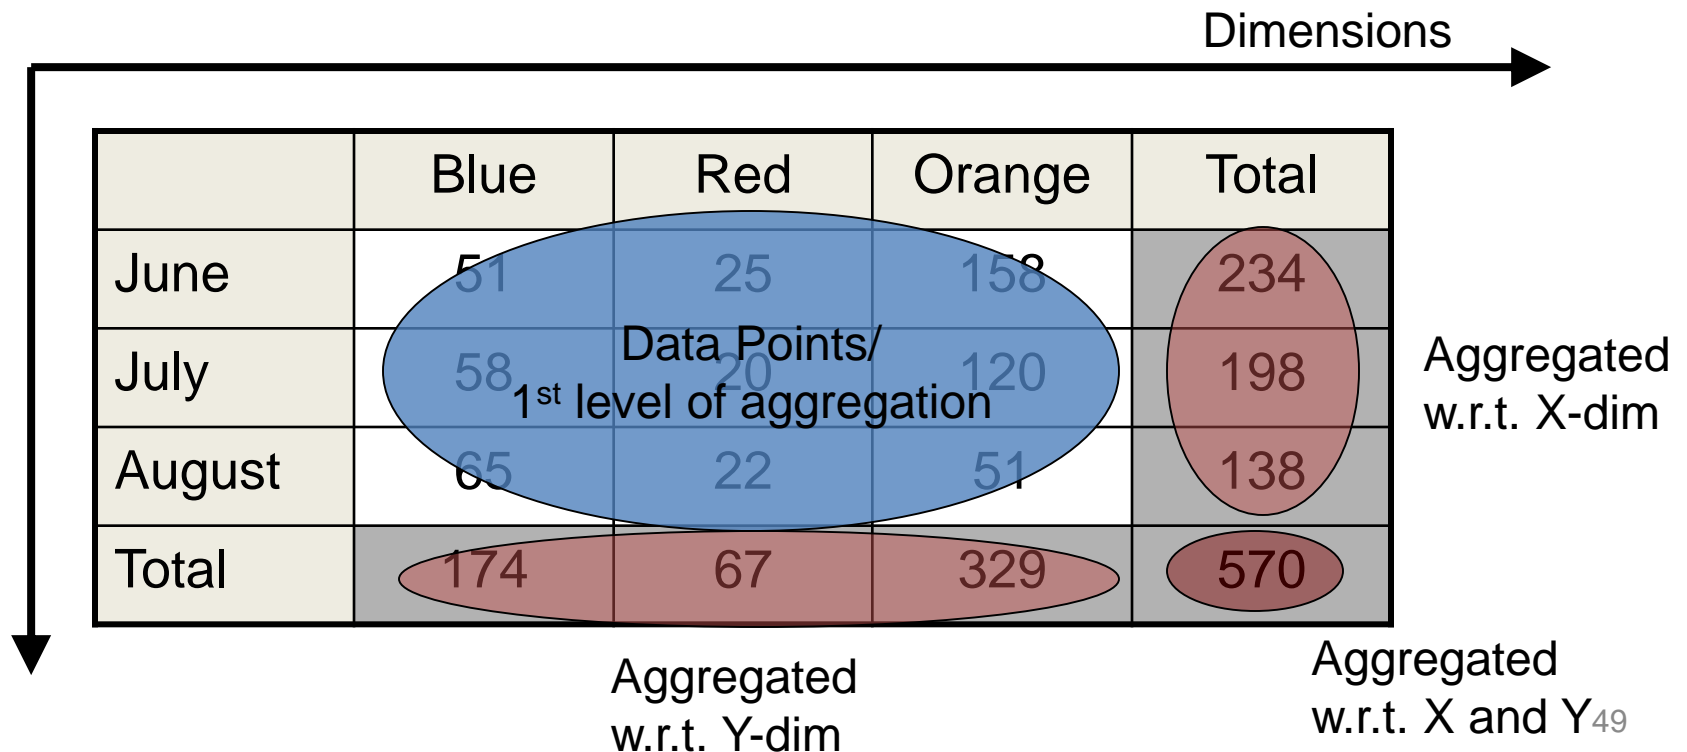 Dimensions
Blue Red Orange Total
June 51 25 158 234
Data Points/
July 58 20 120 198
1st level of aggregation
August 65 22 51 138
Total 174 67 329 570
Aggregated
w.r.t. X-dim
Aggregated
w.r.t. Y-dim
Aggregated
w.r.t. X and Y
49